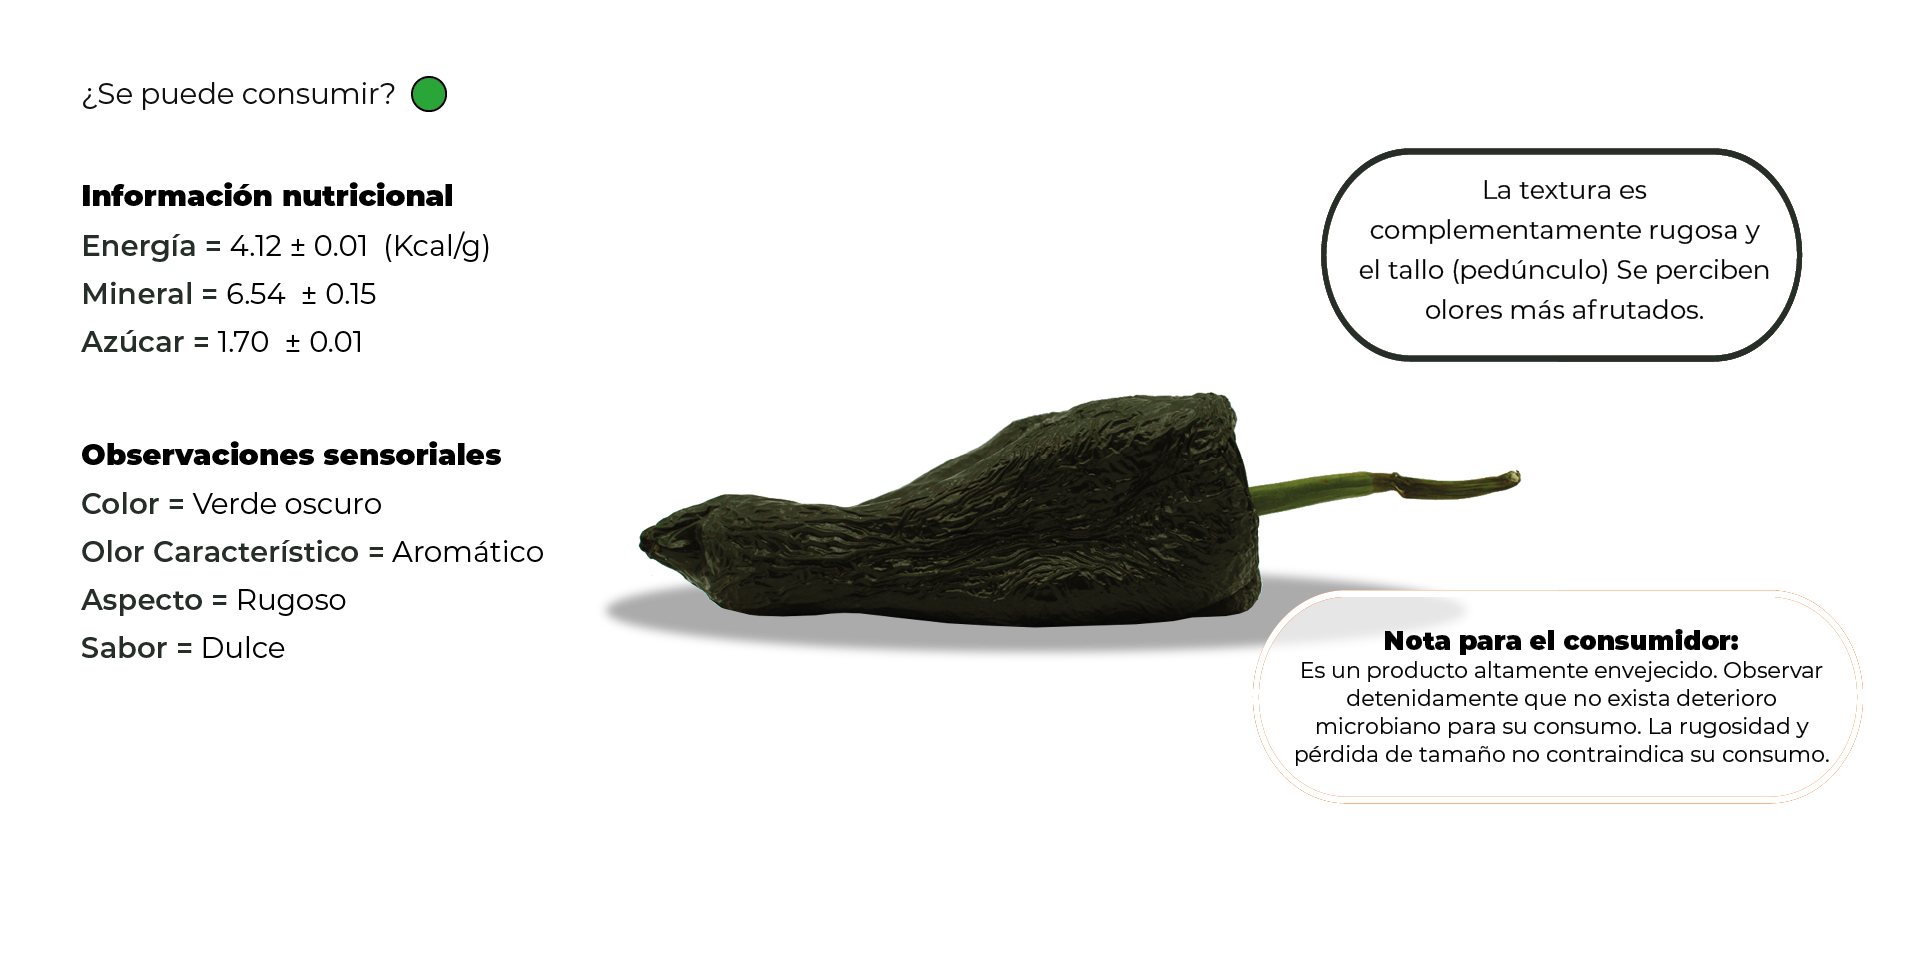 ¿Se puede consumir?
Información nutricional
Energía = 4.12 ± 0.01 (Kcal/g)
Mineral = 6.54 ± 0.15
Azúcar = 1.70 ± 0.01
Observaciones sensoriales
Color = Verde oscuro
Olor Característico = Aromático
Aspecto = Rugoso
Sabor = Dulce
La textura es
complementamente rugosa y
el tallo (pedúnculo) Se perciben
olores más afrutados.
Nota para el consumidor:
Es un producto altamente envejecido. Observar
detenidamente que no exista deterioro
microbiano para su consumo. La rugosidad y
pérdida de tamaño no contraindica su consumo.